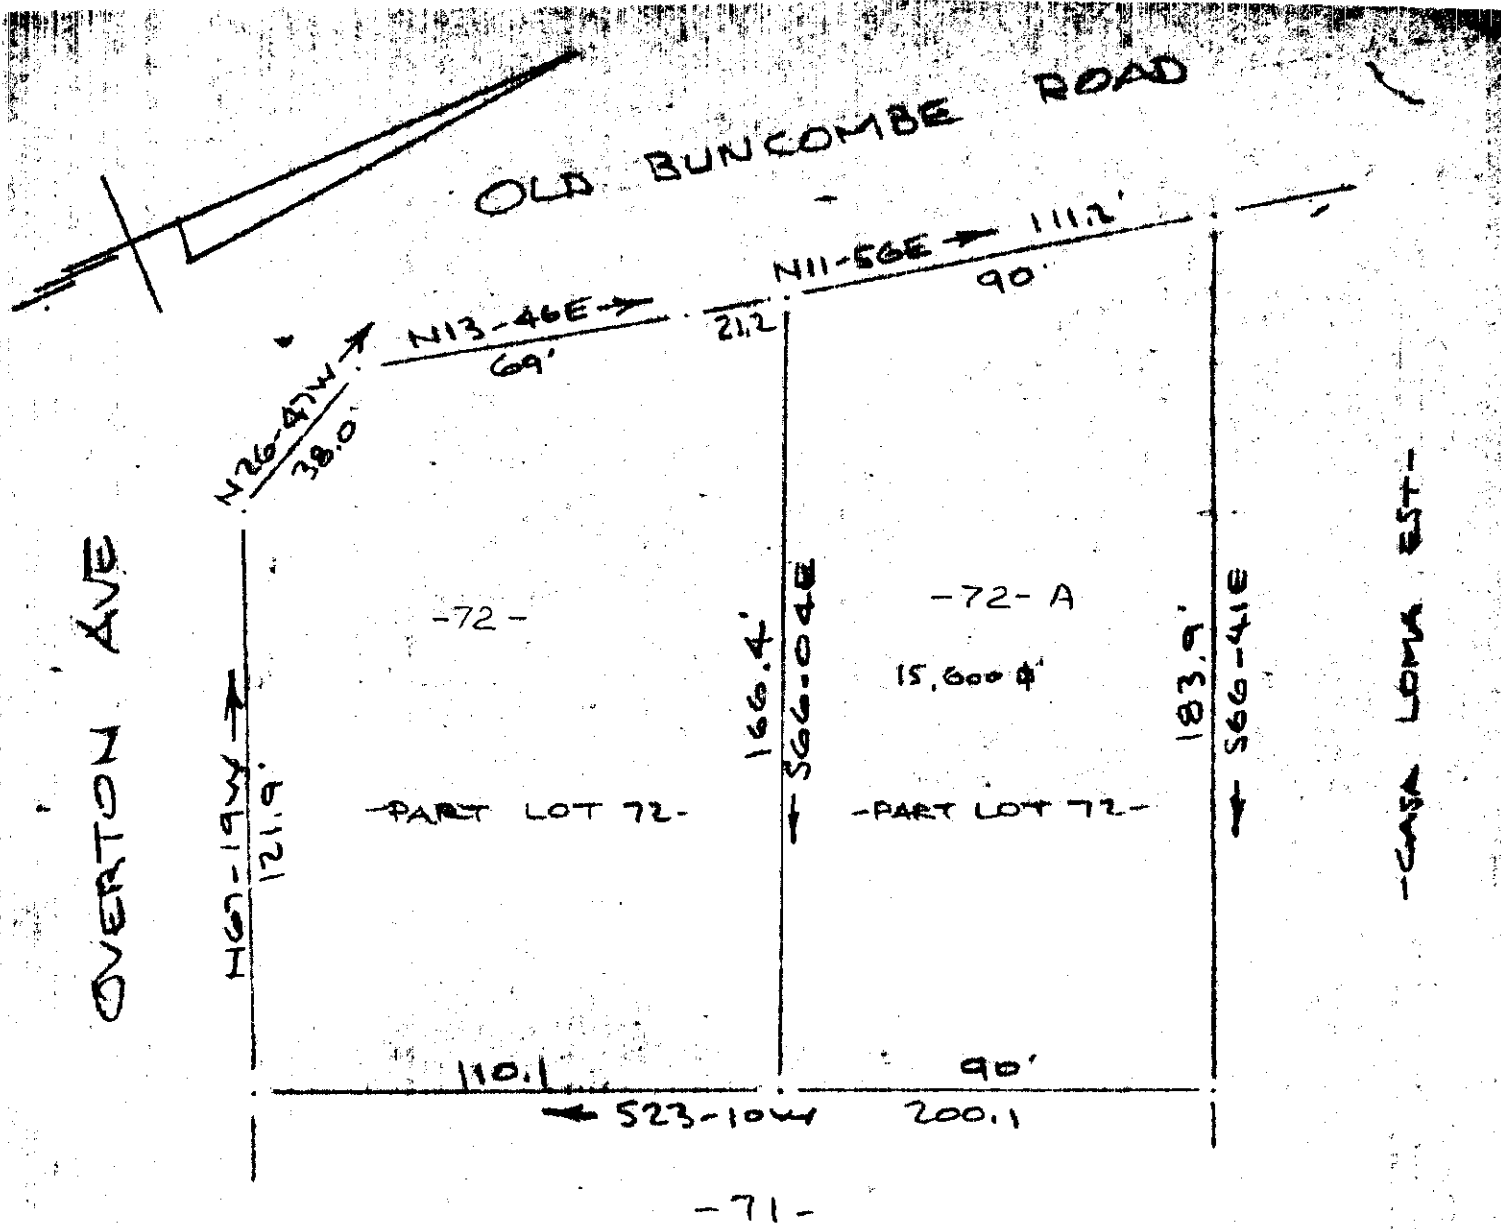 OLD BUNCOMBE ROAD
N11-56E 111.2'
90'
N13-46E
69'
21.2
N26-47W
38.0'
OVERTON AVE
N67-19W
121.9'
-72-
-PART LOT 72-
166.4'
S66-04E
-72-A
15,600
-PART LOT 72-
183.9'
S66-41E
-CASA LOMA EST-
110.1
90'
S23-10W
200.1
-71-